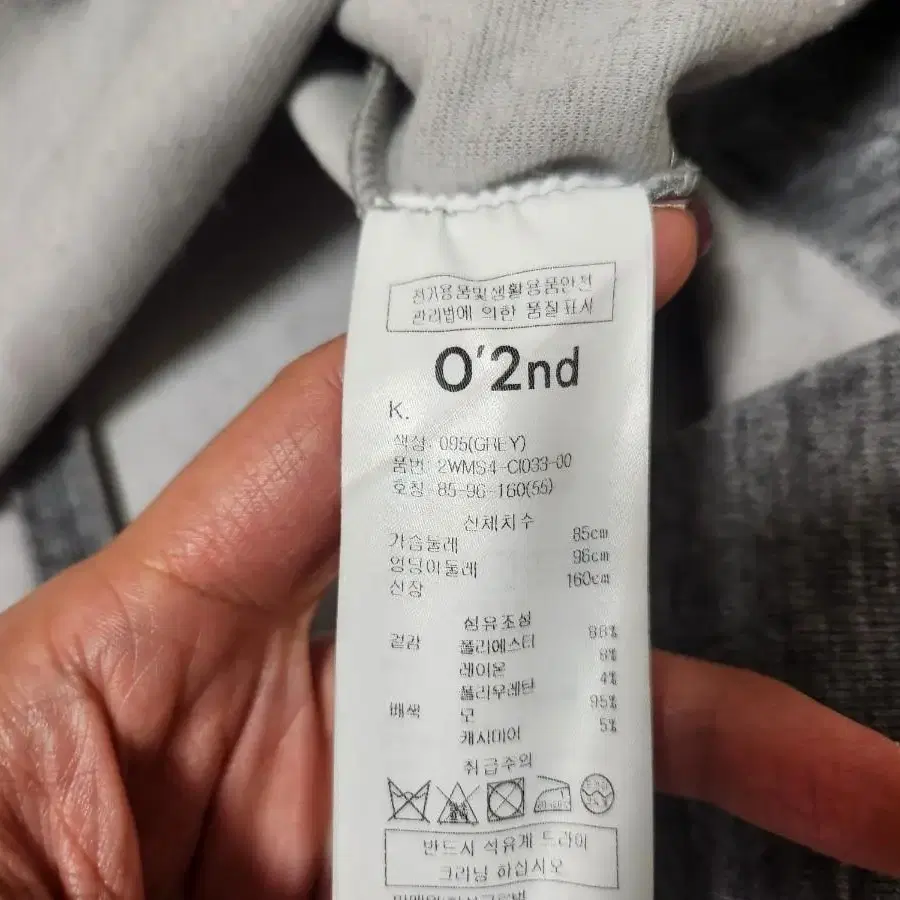 전기용품및생활용품안전
관리법에 의한 품질표시
O'2nd
K.
색상: 095(GREY)
품번: 2WMS4-CI033-00
호칭: 85-96-160(55)
신체치수
가슴둘레 85cm
엉덩이둘레 96cm
신장 160cm
섬유조성
겉감 폴리에스터 88%
레이온 8%
폴리우레탄 4%
배색 모 95%
캐시미어 5%
취급주의
반드시 석유계 드라이
크리닝 하십시오